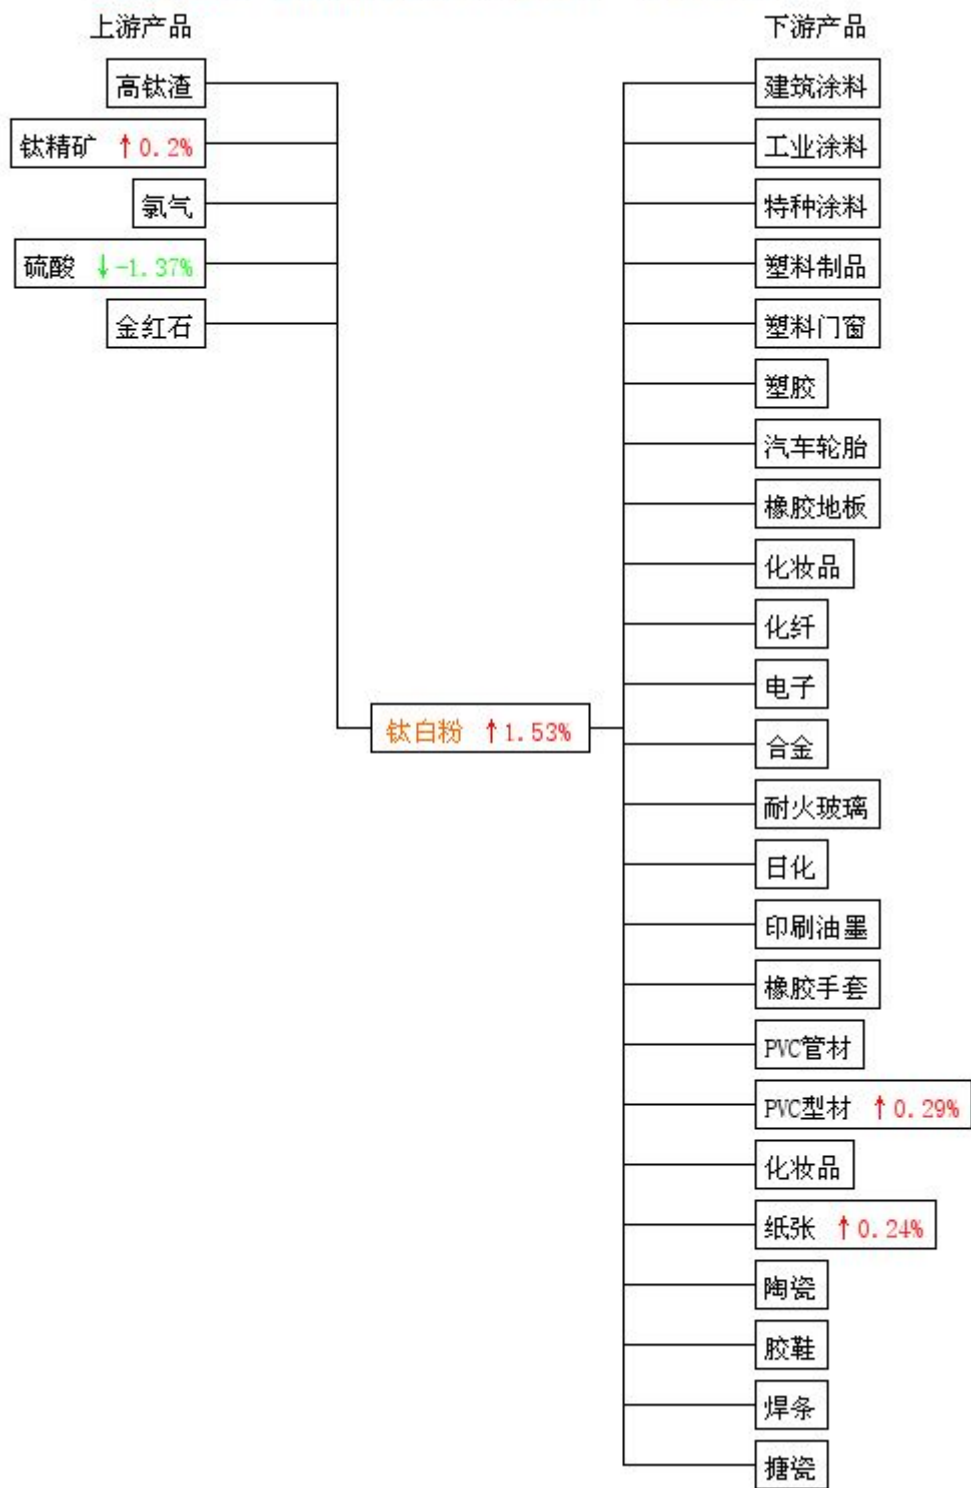 上游产品
高钛渣
钛精矿 ↑0.2%
氯气
硫酸 ↓-1.37%
金红石
钛白粉 ↑1.53%
下游产品
建筑涂料
工业涂料
特种涂料
塑料制品
塑料门窗
塑胶
汽车轮胎
橡胶地板
化妆品
化纤
电子
合金
耐火玻璃
日化
印刷油墨
橡胶手套
PVC管材
PVC型材 ↑0.29%
化妆品
纸张 ↑0.24%
陶瓷
胶鞋
焊条
搪瓷